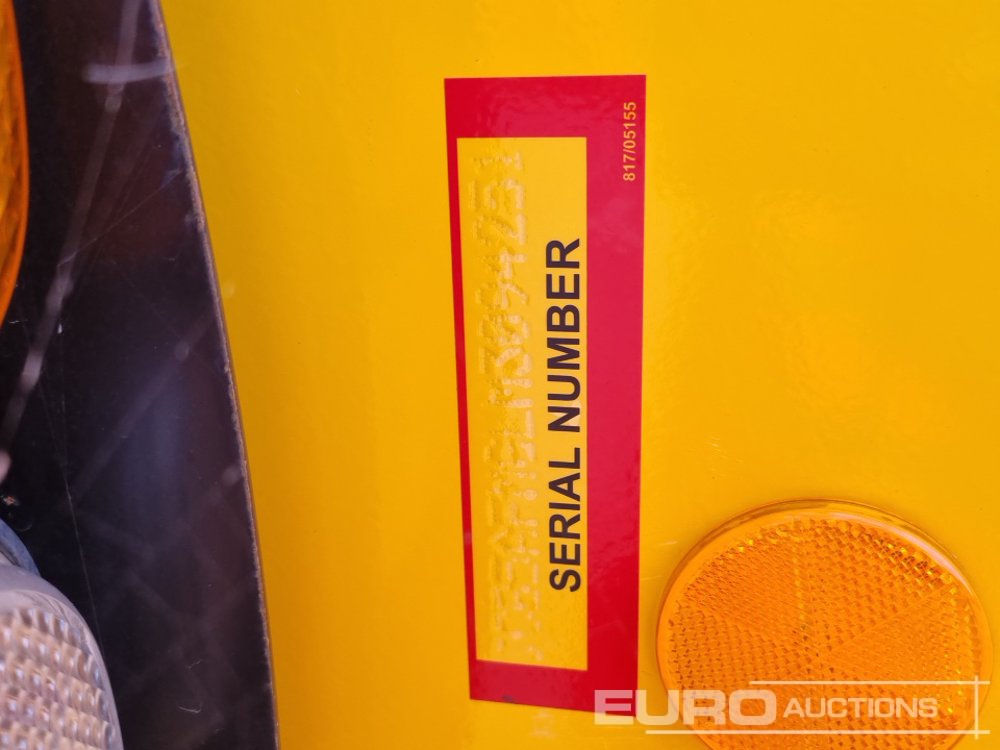 SERIAL NUMBER
817/05155
EURO AUCTIONS